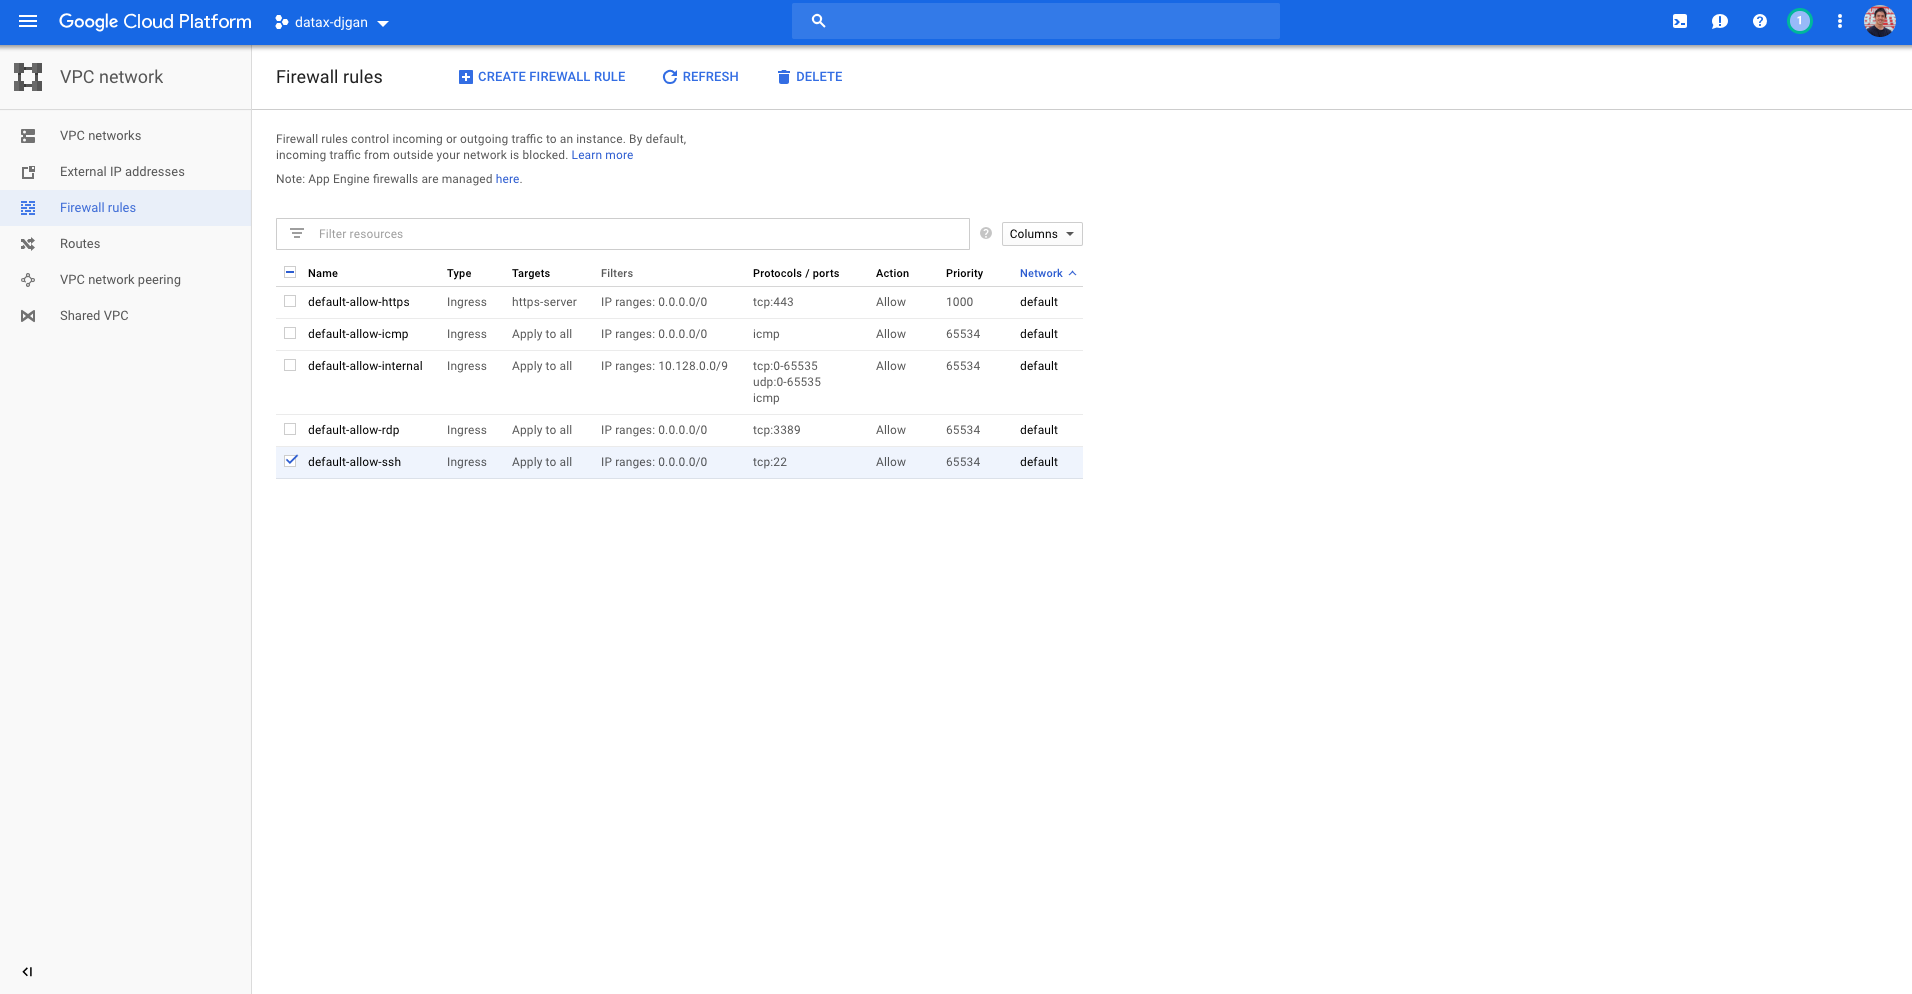 Google Cloud Platform
datax-djgan
1
VPC network
Firewall rules
CREATE FIREWALL RULE
REFRESH
DELETE
VPC networks
External IP addresses
Firewall rules
Routes
VPC network peering
Shared VPC
Firewall rules control incoming or outgoing traffic to an instance. By default,
incoming traffic from outside your network is blocked. Learn more
Note: App Engine firewalls are managed here.
Filter resources
Columns
Name Type Targets Filters Protocols / ports Action Priority Network
default-allow-https Ingress https-server IP ranges: 0.0.0.0/0 tcp:443 Allow 1000 default
default-allow-icmp Ingress Apply to all IP ranges: 0.0.0.0/0 icmp Allow 65534 default
default-allow-internal Ingress Apply to all IP ranges: 10.128.0.0/9 tcp:0-65535 Allow 65534 default
udp:0-65535
icmp
default-allow-rdp Ingress Apply to all IP ranges: 0.0.0.0/0 tcp:3389 Allow 65534 default
default-allow-ssh Ingress Apply to all IP ranges: 0.0.0.0/0 tcp:22 Allow 65534 default